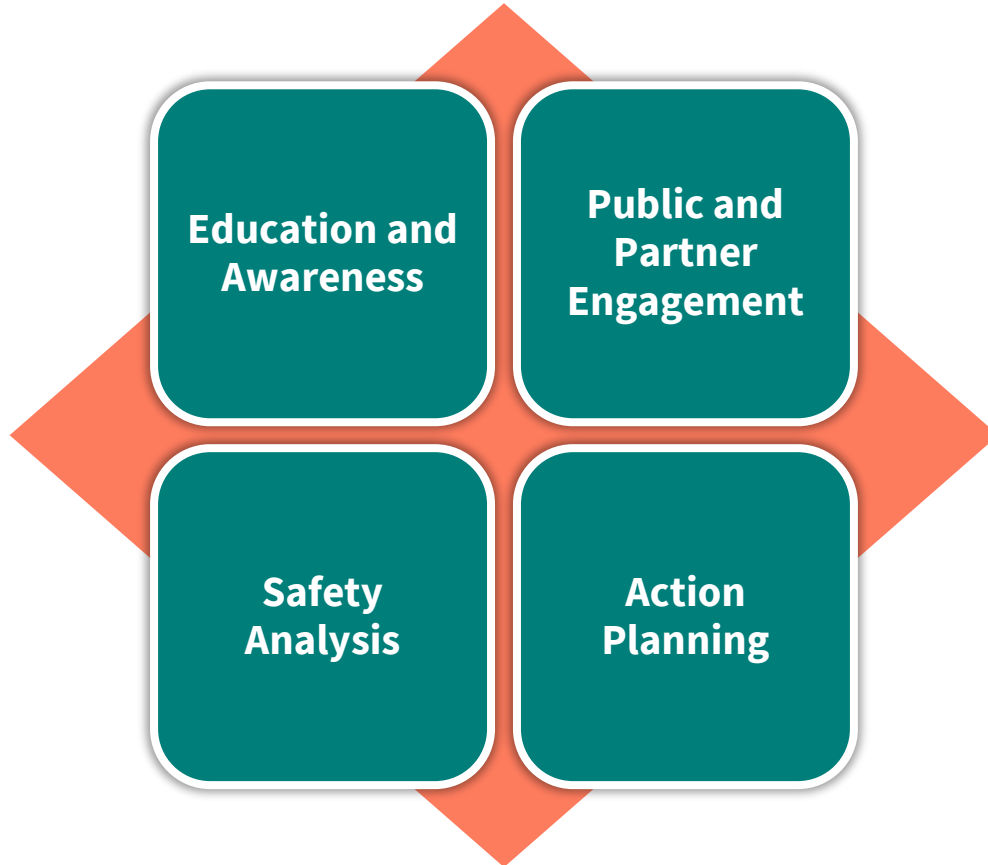 Education and
Awareness
Public and
Partner
Engagement
Safety
Analysis
Action
Planning